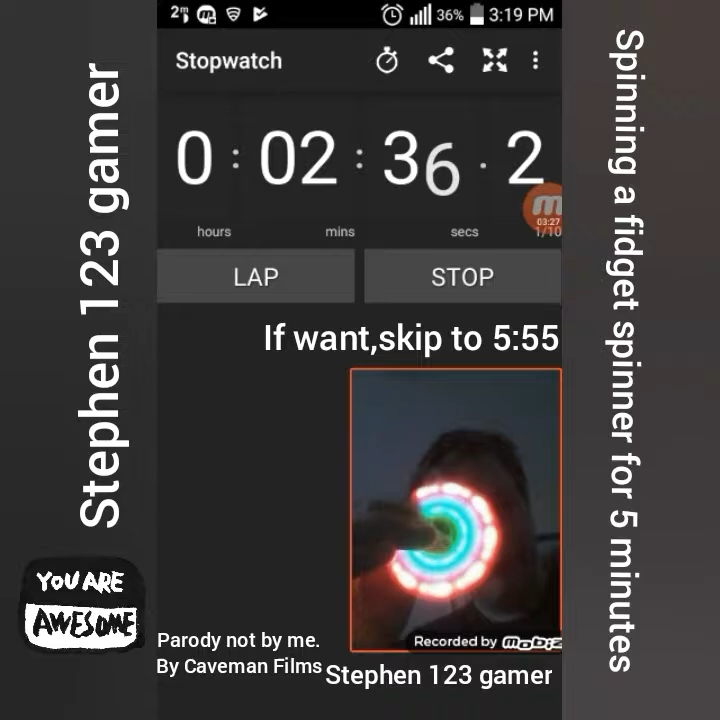 2m 36% 3:19 PM
Stopwatch
0 : 02 : 36 . 2
03:27
hours mins secs 1/10
LAP STOP
If want,skip to 5:55
Recorded by
Parody not by me.
By Caveman Films
Stephen 123 gamer
Stephen 123 gamer
YOU ARE
AWESOME
Spinning a fidget spinner for 5 minutes